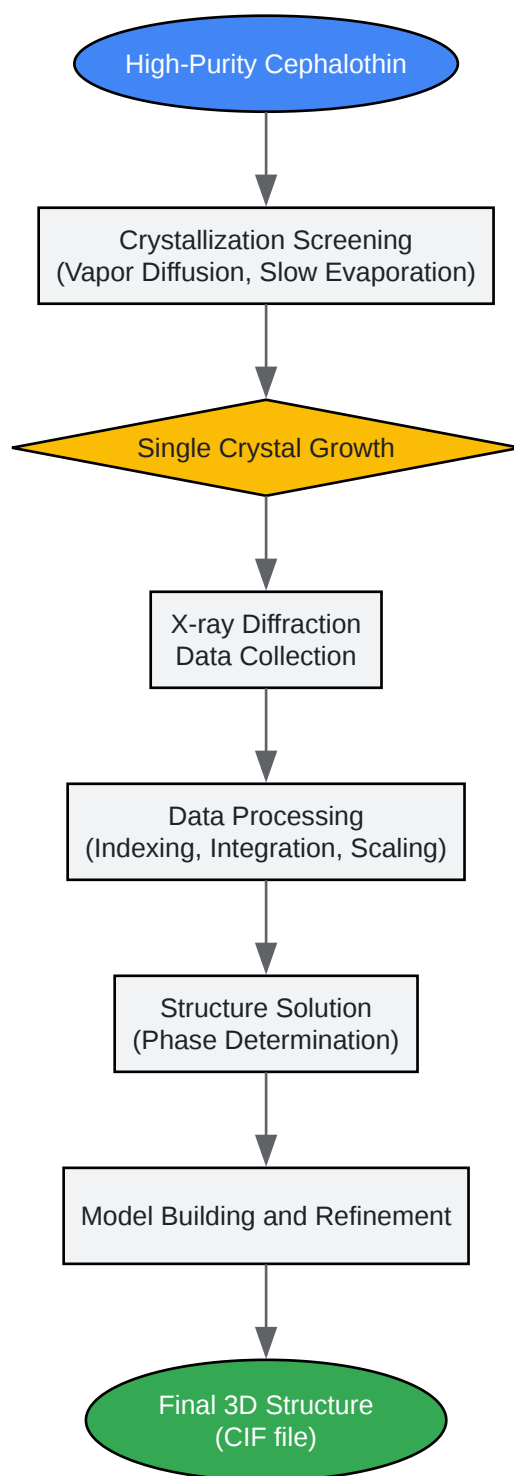 High-Purity Cephalothin
Crystallization Screening
(Vapor Diffusion, Slow Evaporation)
Single Crystal Growth
X-ray Diffraction
Data Collection
Data Processing
(Indexing, Integration, Scaling)
Structure Solution
(Phase Determination)
Model Building and Refinement
Final 3D Structure
(CIF file)